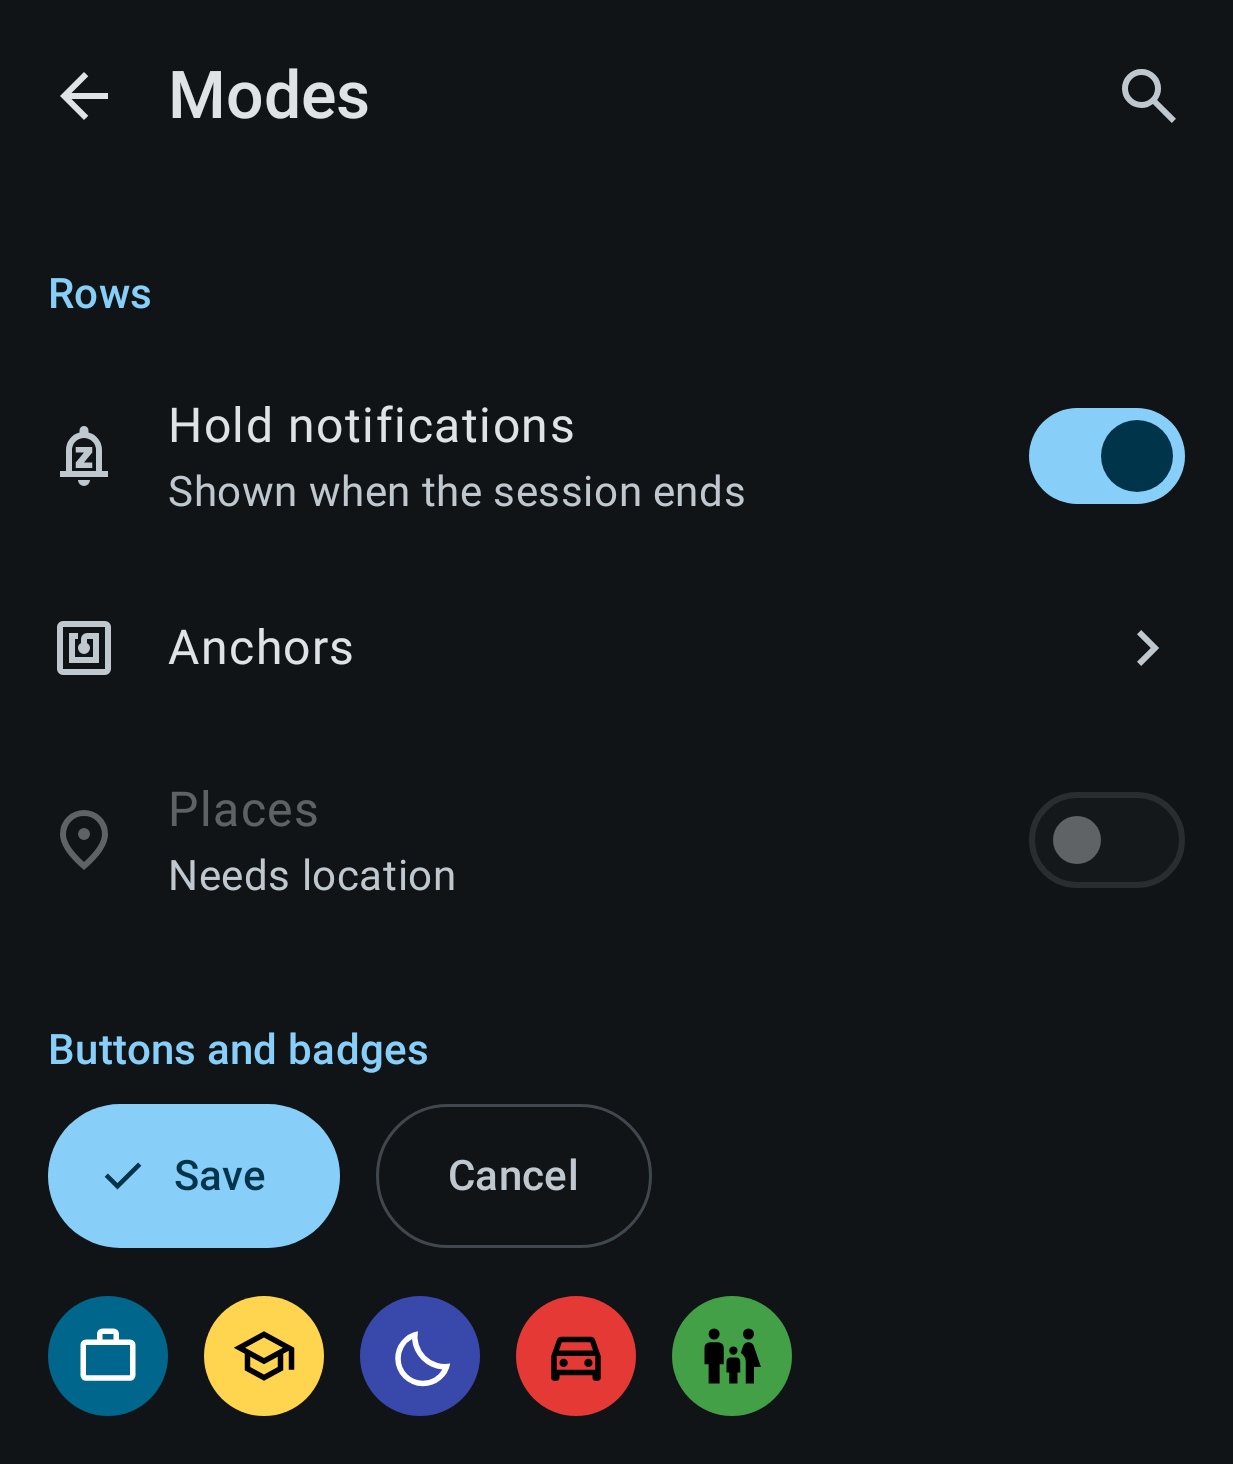 Modes
Rows
Hold notifications
Shown when the session ends
Anchors
Places
Needs location
Buttons and badges
Save
Cancel